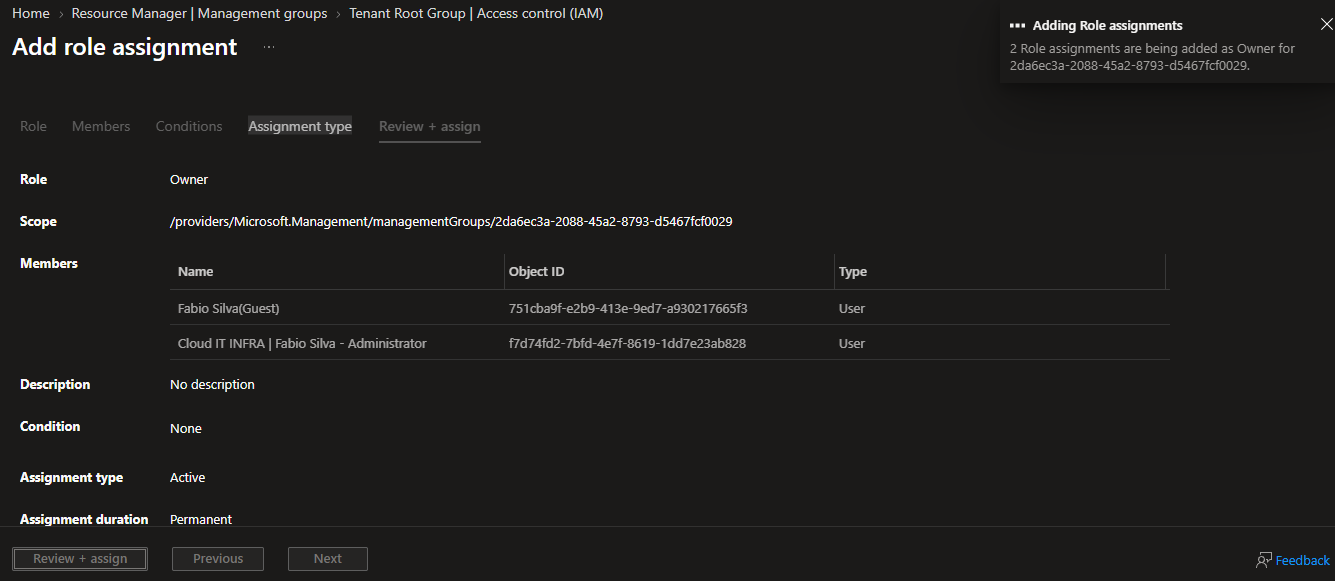 Home > Resource Manager | Management groups > Tenant Root Group | Access control (IAM)
Add role assignment ...
Adding Role assignments
2 Role assignments are being added as Owner for
2da6ec3a-2088-45a2-8793-d5467fcf0029.
Role Members Conditions Assignment type Review + assign
Role Owner
Scope /providers/Microsoft.Management/managementGroups/2da6ec3a-2088-45a2-8793-d5467fcf0029
Members
Name Object ID Type
Fabio Silva(Guest) 751cba9f-e2b9-413e-9ed7-a930217665f3 User
Cloud IT INFRA | Fabio Silva - Administrator f7d74fd2-7bfd-4e7f-8619-1dd7e23ab828 User
Description No description
Condition None
Assignment type Active
Assignment duration Permanent
Review + assign Previous Next Feedback